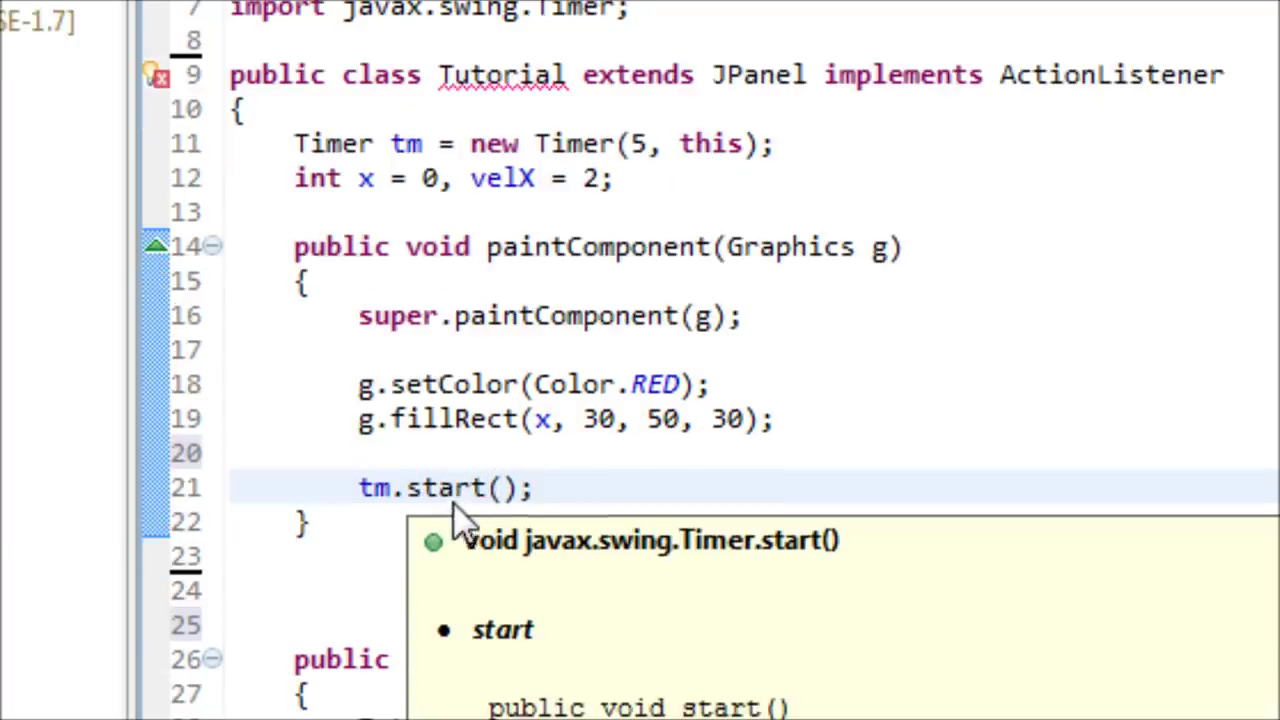 SE-1.7]
7 import javax.swing.Timer;
8
9 public class Tutorial extends JPanel implements ActionListener
10 {
11 Timer tm = new Timer(5, this);
12 int x = 0, velX = 2;
13
14 public void paintComponent(Graphics g)
15 {
16 super.paintComponent(g);
17
18 g.setColor(Color.RED);
19 g.fillRect(x, 30, 50, 30);
20
21 tm.start();
22 }
void javax.swing.Timer.start()
23
24
25
• start
26 public
27 {
public void start()